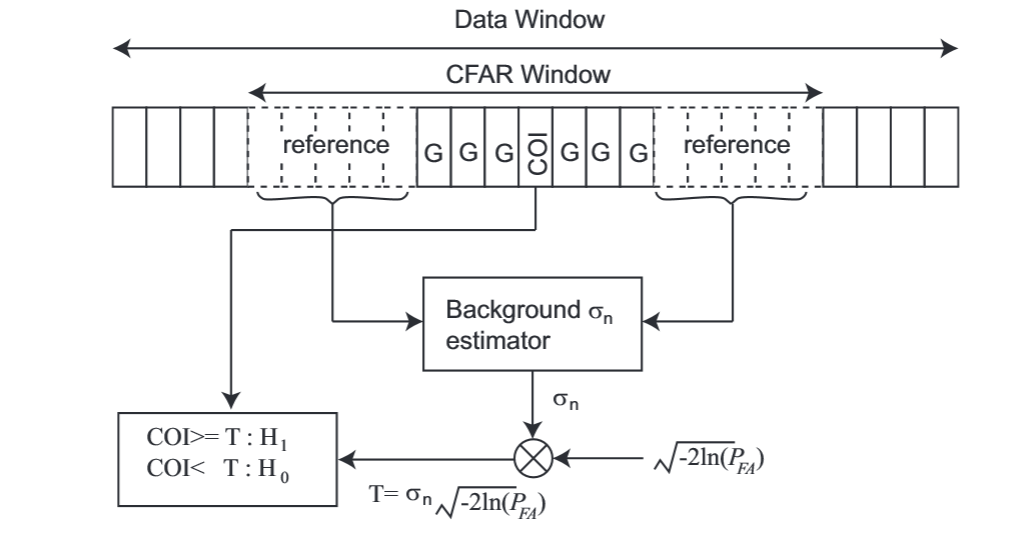 Data Window
CFAR Window
reference G G G COI G G G reference
Background σn
estimator
σn
COI>= T : H1
COI< T : H0
√-2ln(PFA)
T= σn√-2ln(PFA)